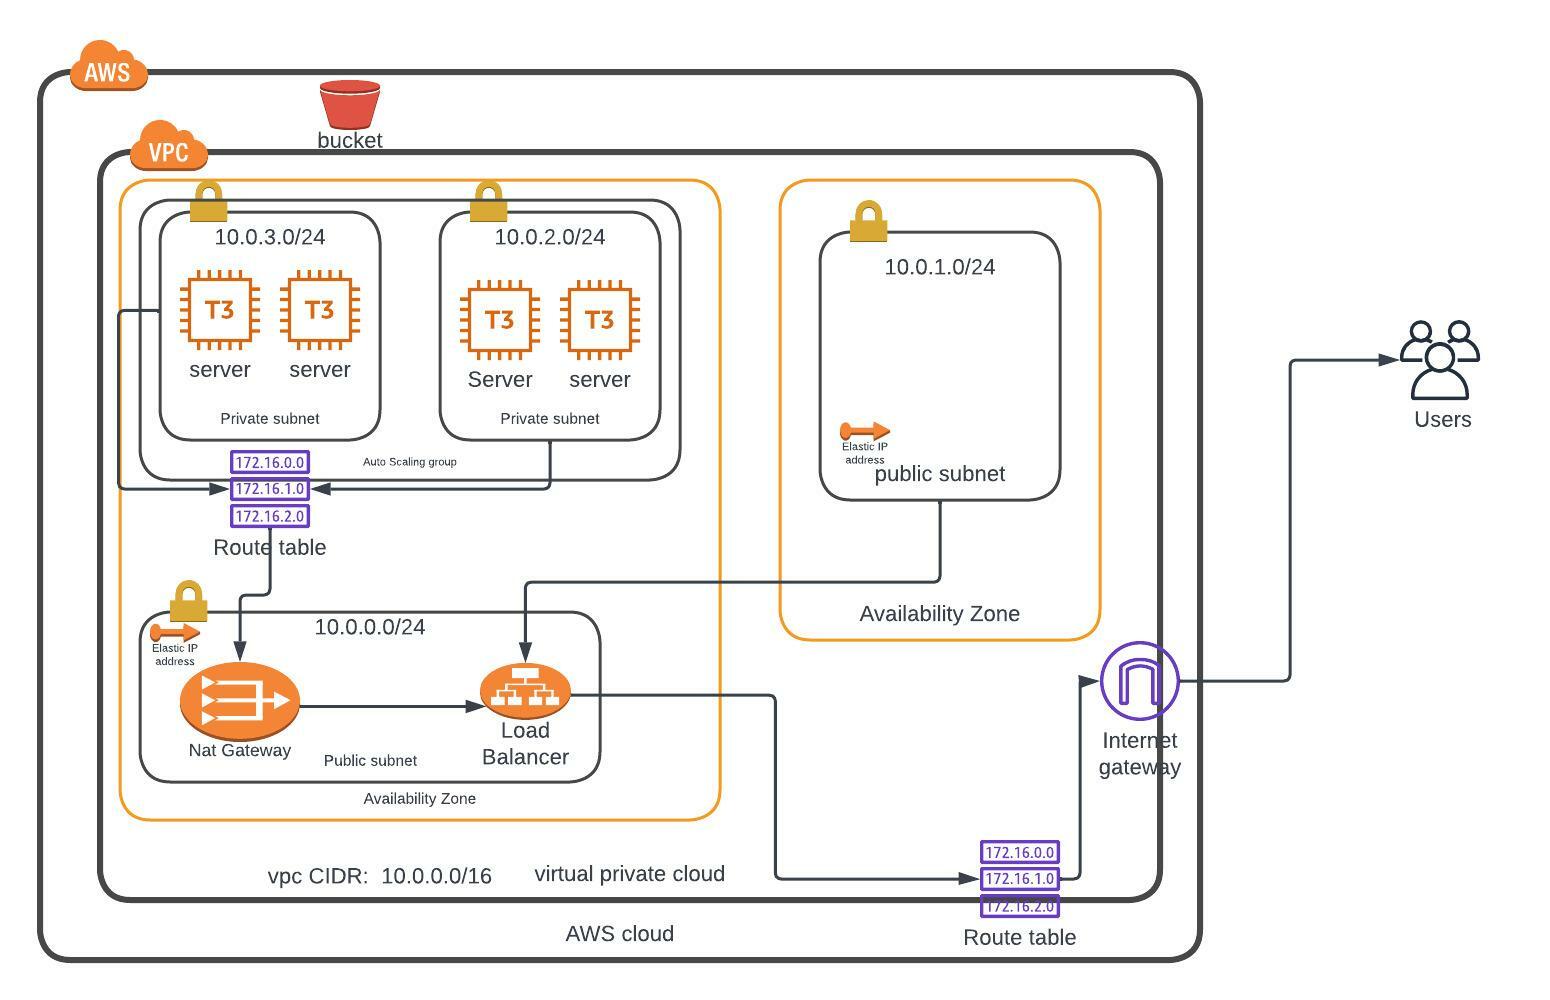 AWS
bucket
VPC
10.0.3.0/24
10.0.2.0/24
10.0.1.0/24
T3
T3
T3
T3
server
server
Server
server
Private subnet
Private subnet
Elastic IP
address
public subnet
Users
172.16.0.0
172.16.1.0
172.16.2.0
Auto Scaling group
Route table
10.0.0.0/24
Availability Zone
Elastic IP
address
Nat Gateway
Load
Balancer
Public subnet
Availability Zone
Internet
gateway
vpc CIDR: 10.0.0.0/16
virtual private cloud
172.16.0.0
172.16.1.0
172.16.2.0
Route table
AWS cloud